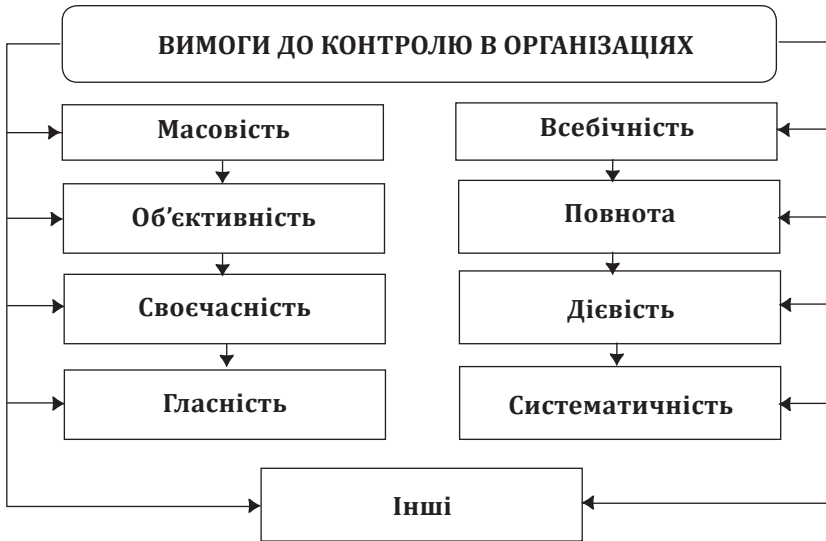 ВИМОГИ ДО КОНТРОЛЮ В ОРГАНІЗАЦІЯХ
Масовість
Всебічність
Об’єктивність
Повнота
Своєчасність
Дієвість
Гласність
Систематичність
Інші